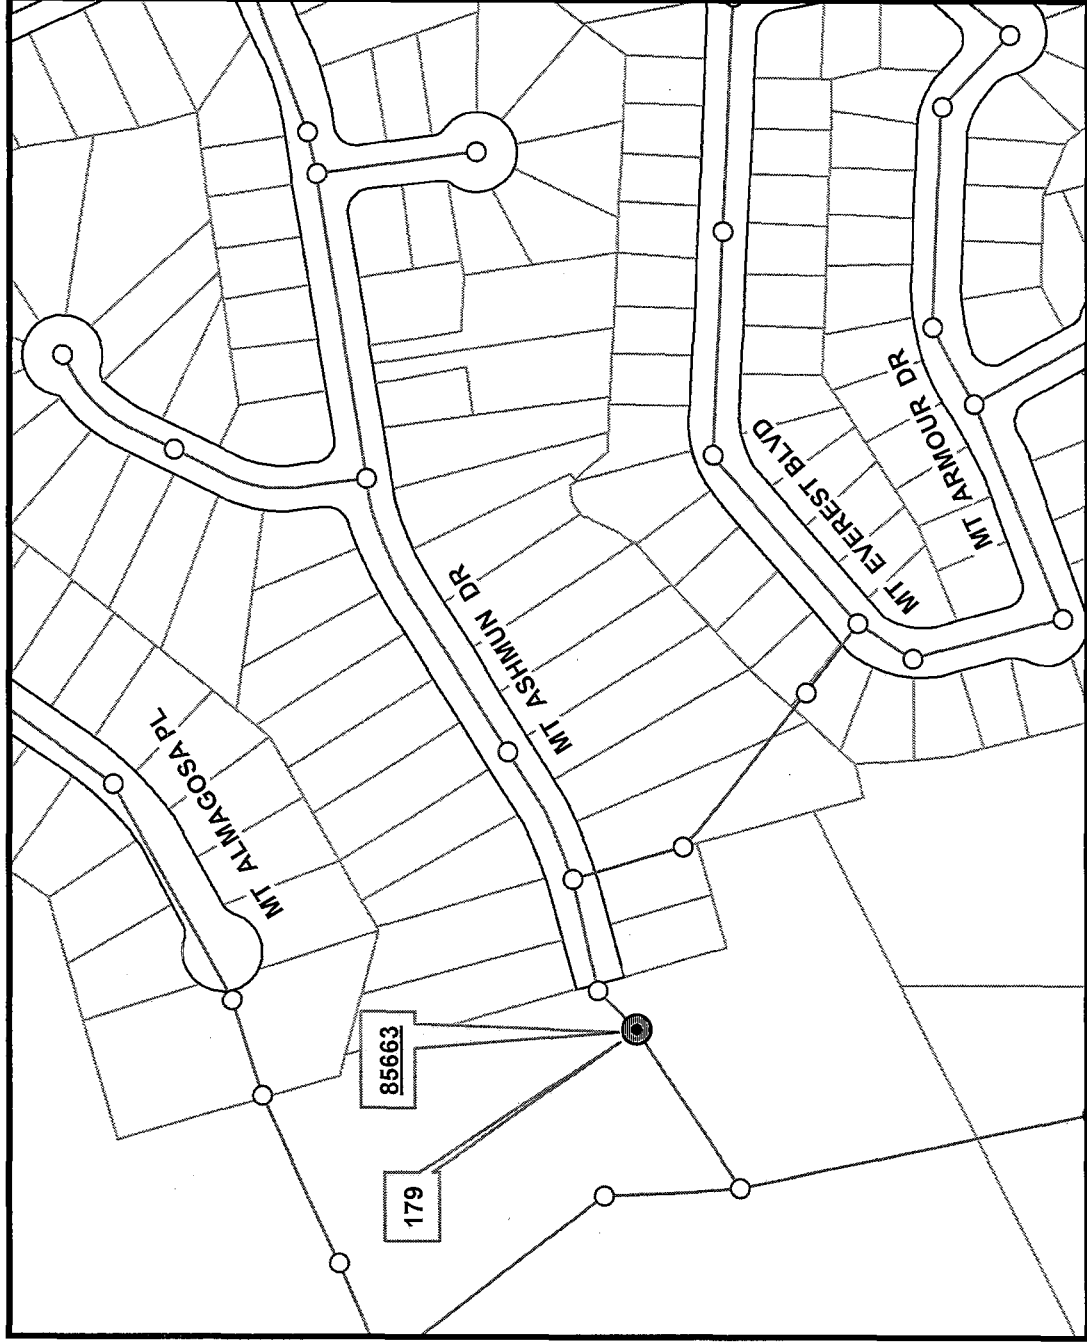 MT ALMAGOSA PL
MT ASHMUN DR
MT EVEREST BLVD
MT ARMOUR DR
85663
179